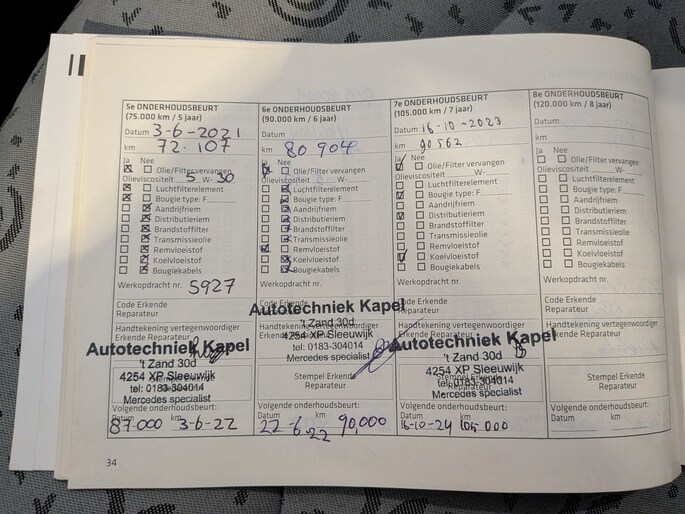 5e ONDERHOUDSBEURT
(75.000 km / 5 jaar)
Datum 3-6-2021
km 72.107
Ja Nee
Olie/Filter vervangen
Olieviscositeit 5 W- 30
Luchtfilterelement
Bougie type: F
Aandrijfriem
Distributieriem
Brandstoffilter
Transmissieolie
Remvloeistof
Koelvloeistof
Bougiekabels
Werkopdracht nr. 5927
Code Erkende
Reparateur
Handtekening vertegenwoordiger
Autotechniek Kapel
't Zand 30d
4254 XP Sleeuwijk
tel: 0183-304014
Mercedes specialist
Volgende onderhoudsbeurt:
Datum km
87.000 3-6-22
6e ONDERHOUDSBEURT
(90.000 km / 6 jaar)
Datum
km 80 904
Ja Nee
Olie/Filter vervangen
Olieviscositeit W-
Luchtfilterelement
Bougie type: F
Aandrijfriem
Distributieriem
Brandstoffilter
Transmissieolie
Remvloeistof
Koelvloeistof
Bougiekabels
Werkopdracht nr.
Code Erkende
Autotechniek Kapel
Handtekening vertegenwoordiger
't Zand 30d
Erkende Reparateur
4254 XP Sleeuwijk
tel: 0183-304014
Mercedes specialist
Stempel Erkende
Reparateur
Volgende onderhoudsbeurt:
Datum km
22-6-22 90,000
7e ONDERHOUDSBEURT
(105.000 km / 7 jaar)
Datum 16-10-2023
km 90 562
Ja Nee
Olie/Filter vervangen
Olieviscositeit W-
Luchtfilterelement
Bougie type: F
Aandrijfriem
Distributieriem
Brandstoffilter
Transmissieolie
Remvloeistof
Koelvloeistof
Bougiekabels
Werkopdracht nr.
Code Erkende
Reparateur
Handtekening vertegenwoordiger
Erkende Reparateur
Autotechniek Kapel
't Zand 30d
4254 XP Sleeuwijk
Stempel Erkende
tel: 0183-304014
Reparateur
Mercedes specialist
Volgende onderhoudsbeurt:
Datum km
16-10-24 105 000
8e ONDERHOUDSBEURT
(120.000 km / 8 jaar)
Datum
km
Ja Nee
Olie/Filter vervangen
Olieviscositeit W-
Luchtfilterelement
Bougie type: F
Aandrijfriem
Distributieriem
Brandstoffilter
Transmissieolie
Remvloeistof
Koelvloeistof
Bougiekabels
Werkopdracht nr.
Code Erkende
Reparateur
Handtekening vertegenwoordiger
Erkende Reparateur
Stempel Erkende
Reparateur
Volgende onderhoudsbeurt:
Datum km
34